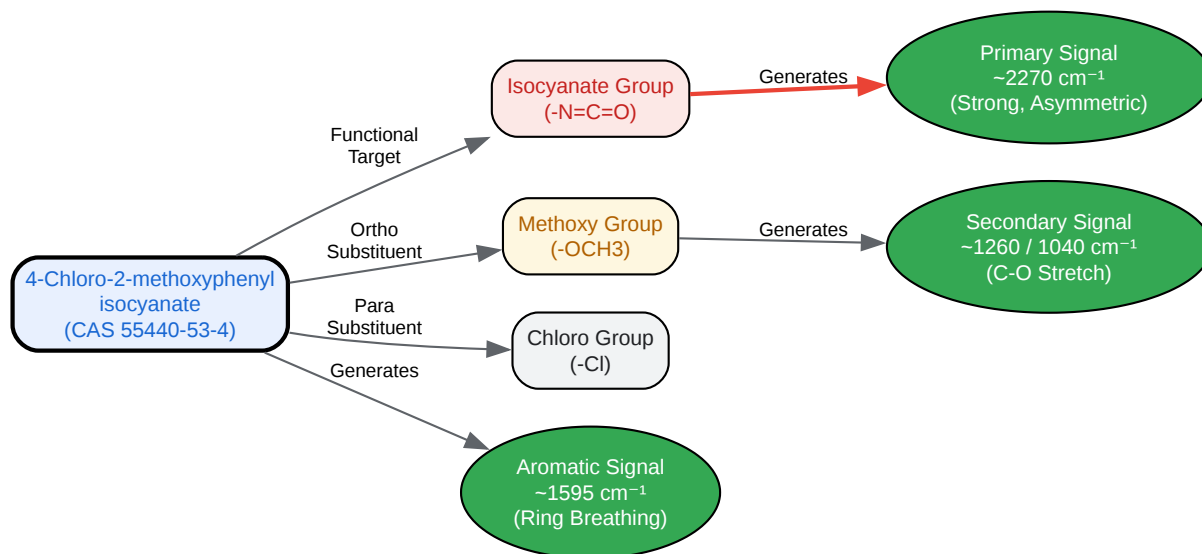 4-Chloro-2-methoxyphenyl
isocyanate
(CAS 55440-53-4)
Functional
Target
Isocyanate Group
(-N=C=O)
Generates
Primary Signal
~2270 cm⁻¹
(Strong, Asymmetric)
Ortho
Substituent
Methoxy Group
(-OCH3)
Generates
Secondary Signal
~1260 / 1040 cm⁻¹
(C-O Stretch)
Para
Substituent
Chloro Group
(-Cl)
Generates
Aromatic Signal
~1595 cm⁻¹
(Ring Breathing)